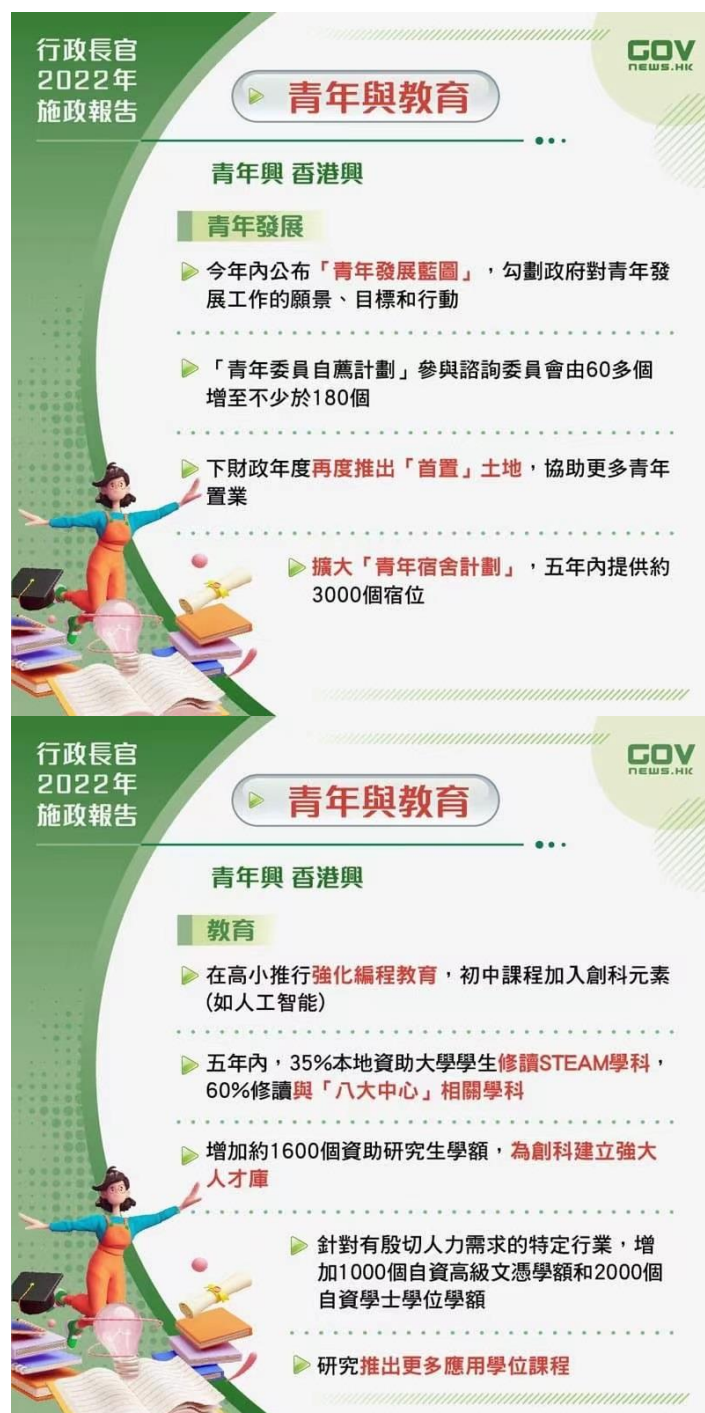 行政長官
2022年
施政報告
GOV
NEWS.HK
青年與教育
青年興 香港興
青年發展
今年內公布「青年發展藍圖」，勾劃政府對青年發
展工作的願景、目標和行動
「青年委員自薦計劃」參與諮詢委員會由60多個
增至不少於180個
下財政年度再度推出「首置」土地，協助更多青年
置業
擴大「青年宿舍計劃」，五年內提供約
3000個宿位
行政長官
2022年
施政報告
GOV
NEWS.HK
青年與教育
青年興 香港興
教育
在高小推行強化編程教育，初中課程加入創科元素
(如人工智能)
五年內，35%本地資助大學學生修讀STEAM學科，
60%修讀與「八大中心」相關學科
增加約1600個資助研究生學額，為創科建立強大
人才庫
針對有殷切人力需求的特定行業，增
加1000個自資高級文憑學額和2000個
自資學士學位學額
研究推出更多應用學位課程